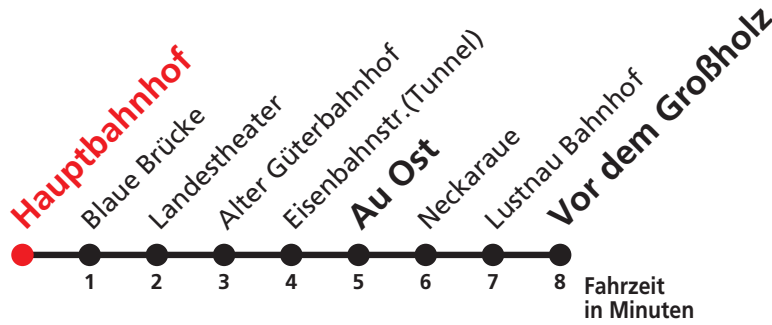 Hauptbahnhof
Blaue Brücke
Landestheater
Alter Güterbahnhof
Eisenbahnstr.(Tunnel)
Au Ost
Neckaraue
Lustnau Bahnhof
Vor dem Großholz
1 2 3 4 5 6 7 8
Fahrzeit
in Minuten